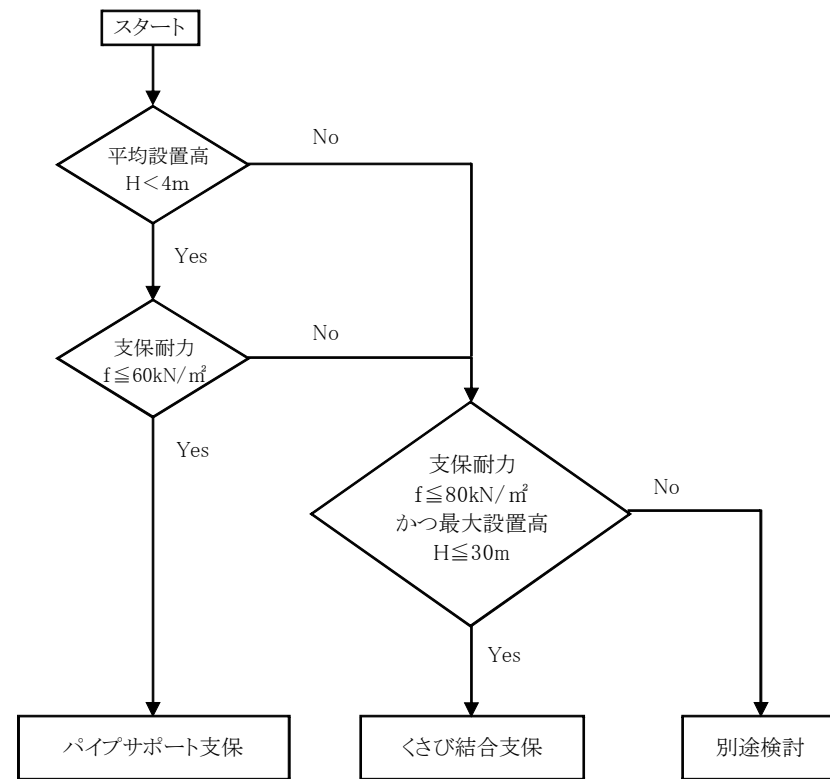 スタート
平均設置高
H<4m
No
Yes
支保耐力
f≦60kN/㎡
No
Yes
支保耐力
f≦80kN/㎡
かつ最大設置高
H≦30m
No
Yes
パイプサポート支保
くさび結合支保
別途検討